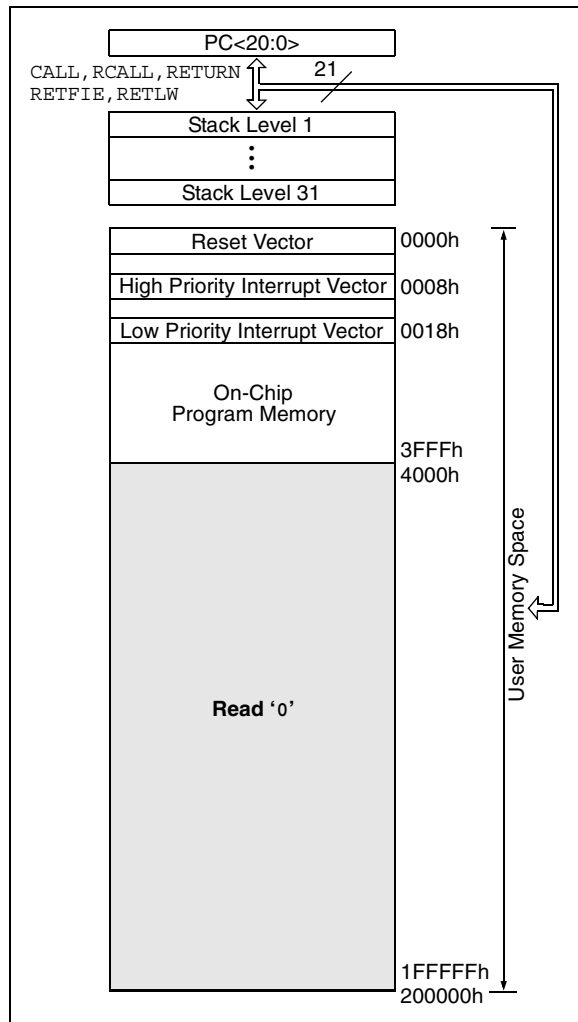 PC<20:0>
CALL,RCALL,RETURN
RETFIE,RETLW
21
Stack Level 1
⋮
Stack Level 31
Reset Vector
0000h
High Priority Interrupt Vector
0008h
Low Priority Interrupt Vector
0018h
On-Chip
Program Memory
3FFFh
4000h
User Memory Space
Read ‘0’
1FFFFFh
200000h